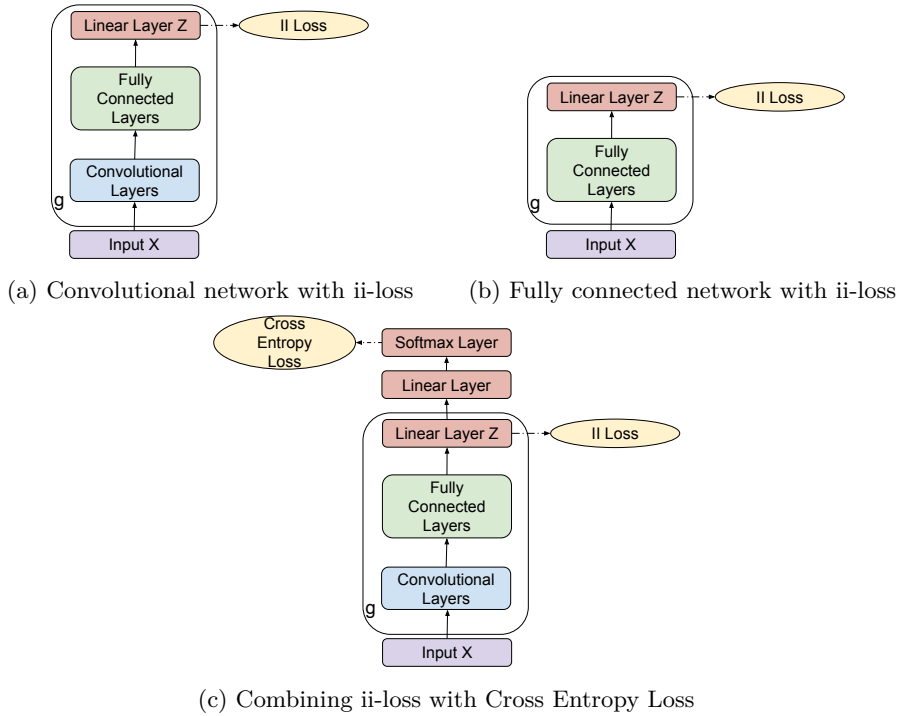 Linear Layer Z
II Loss
Fully
Connected
Layers
Convolutional
Layers
g
Input X
(a) Convolutional network with ii-loss
Linear Layer Z
II Loss
Fully
Connected
Layers
g
Input X
(b) Fully connected network with ii-loss
Cross
Entropy
Loss
Softmax Layer
Linear Layer
Linear Layer Z
II Loss
Fully
Connected
Layers
Convolutional
Layers
g
Input X
(c) Combining ii-loss with Cross Entropy Loss